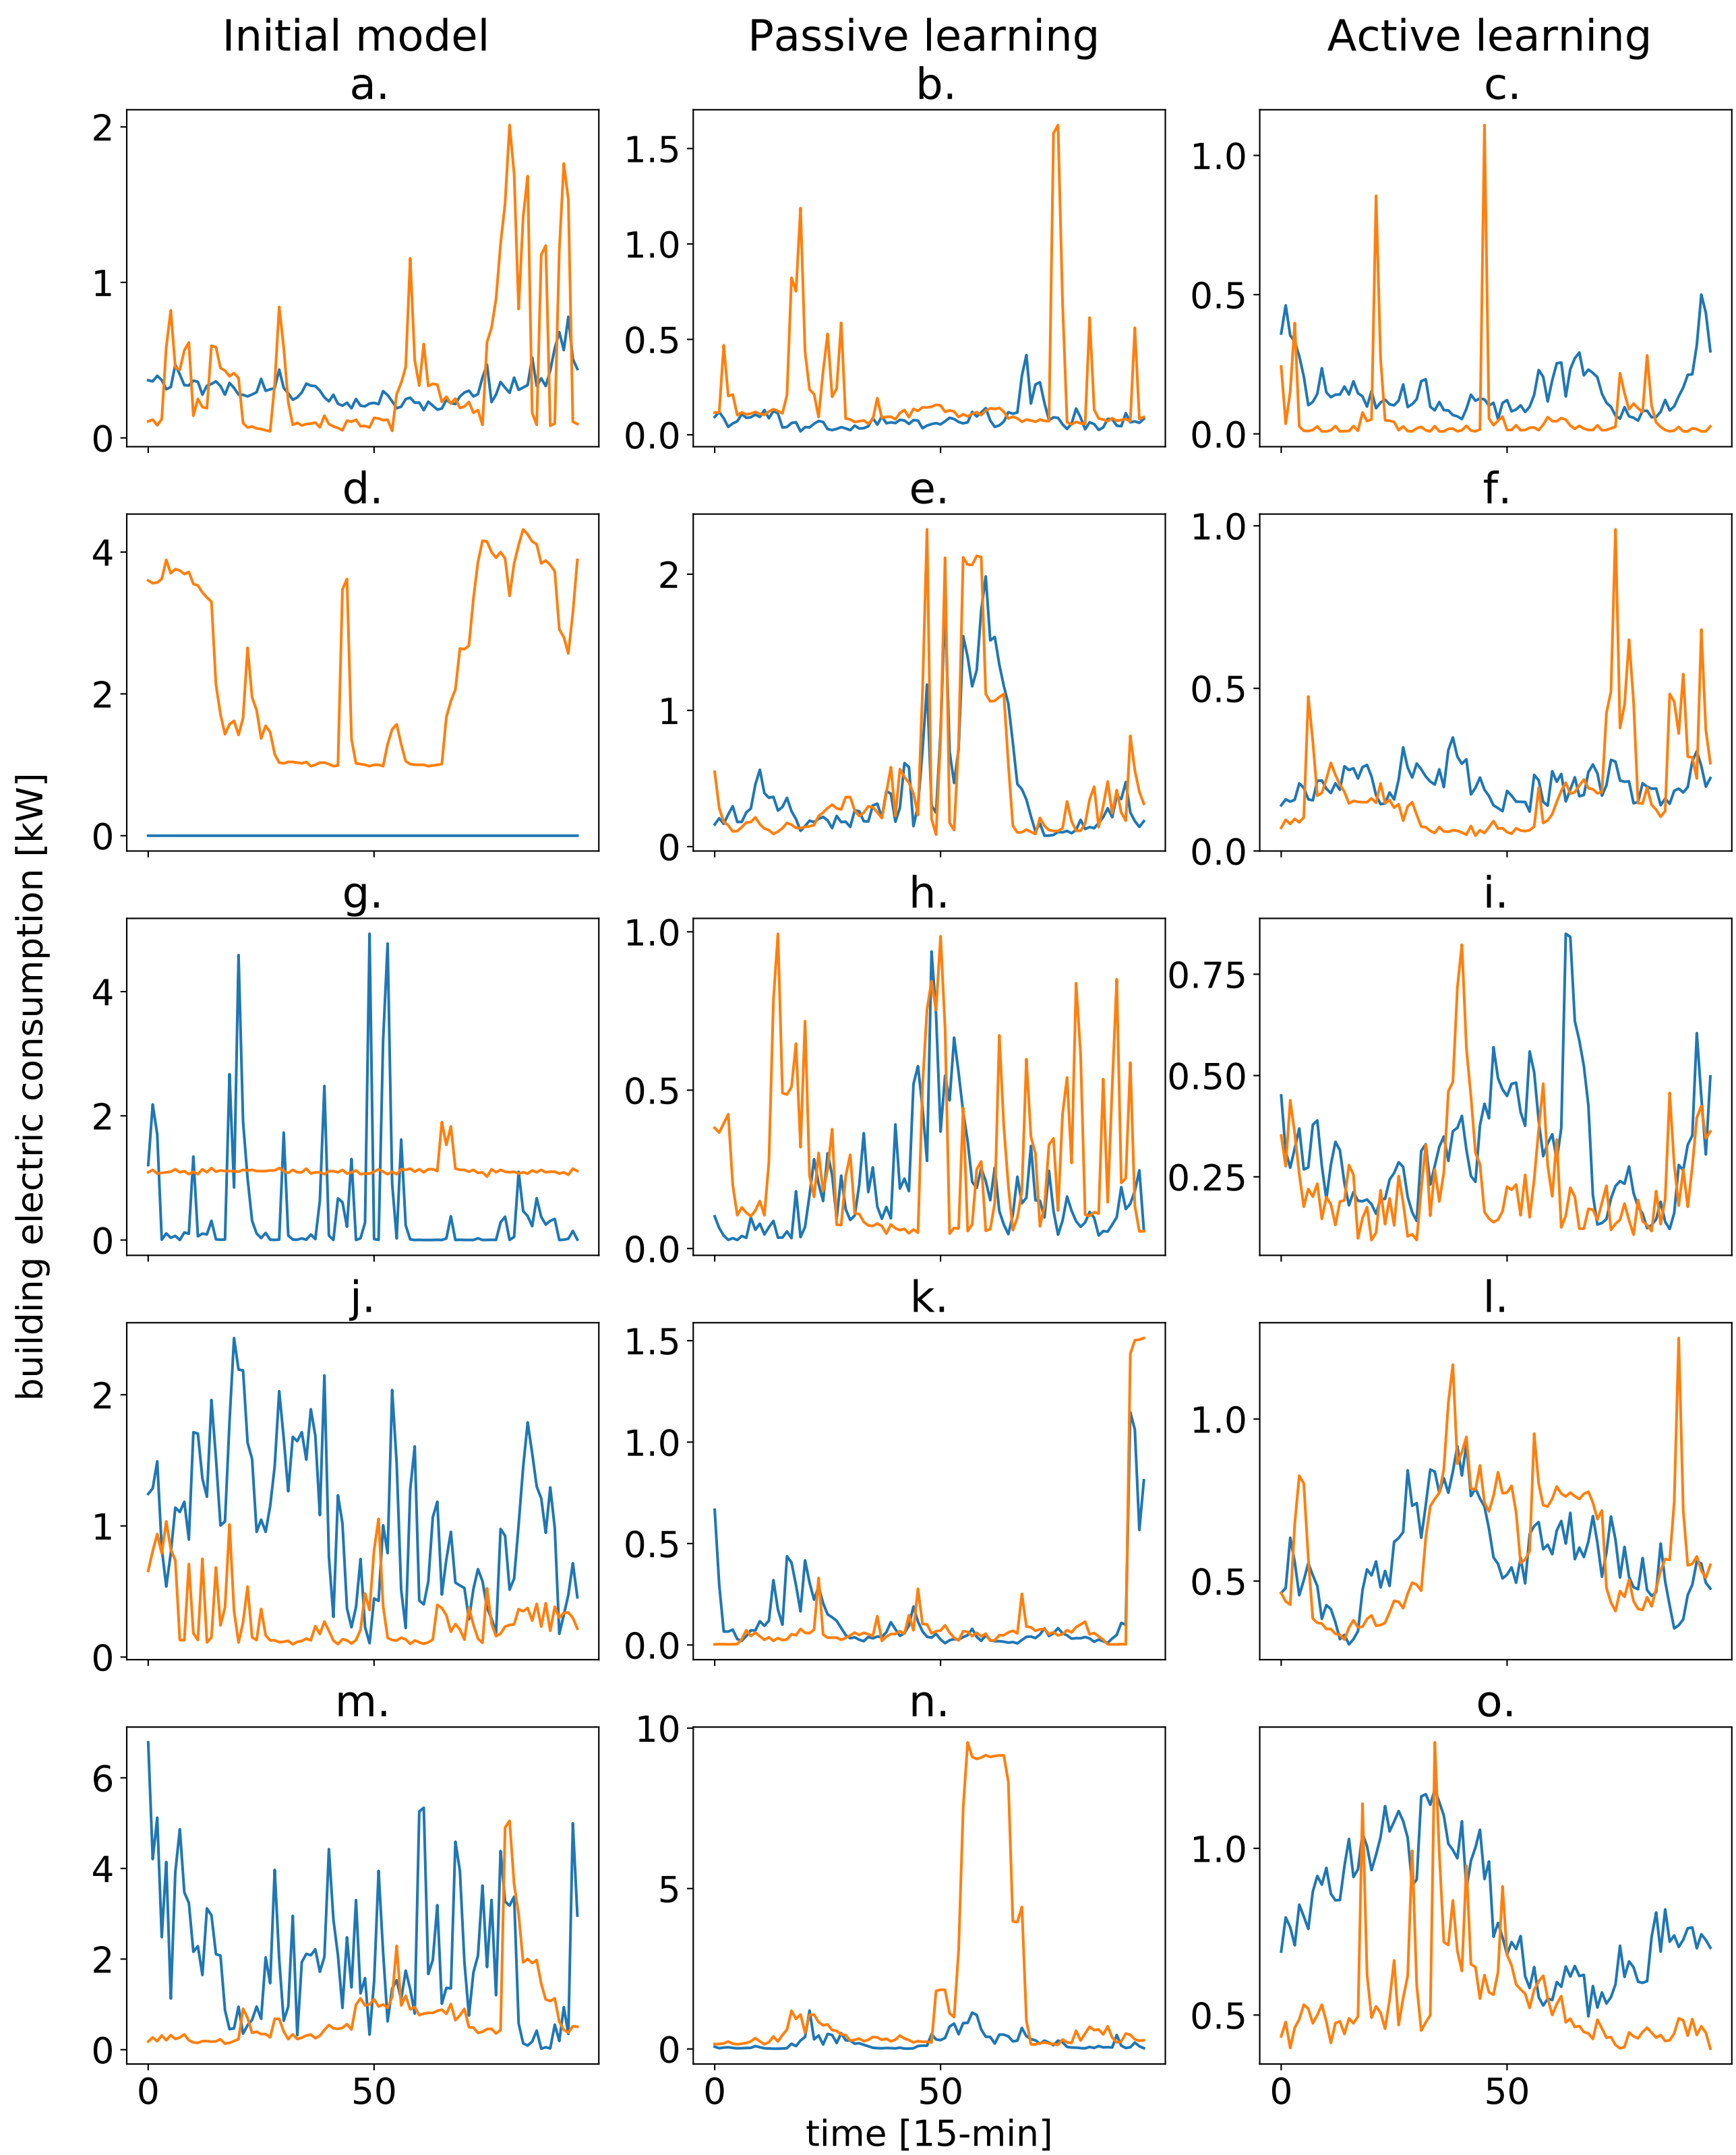 Initial model Passive learning Active learning
a. b. c.
2 1.5 1.0
1 1.0 0.5
0 0.5 0.0
0.0
d. e. f.
4 2 1.0
2 1 0.5
0 0 0.0
g. h. i.
4 1.0 0.75
2 0.5 0.50
0 0.0 0.25
building electric consumption [kW]
j. k. l.
2 1.5 1.0
1 1.0 0.5
0 0.5
0.0
m. n. o.
6 10 1.0
4 5 0.5
2 0
0
0 50 0 50 0 50
time [15-min]